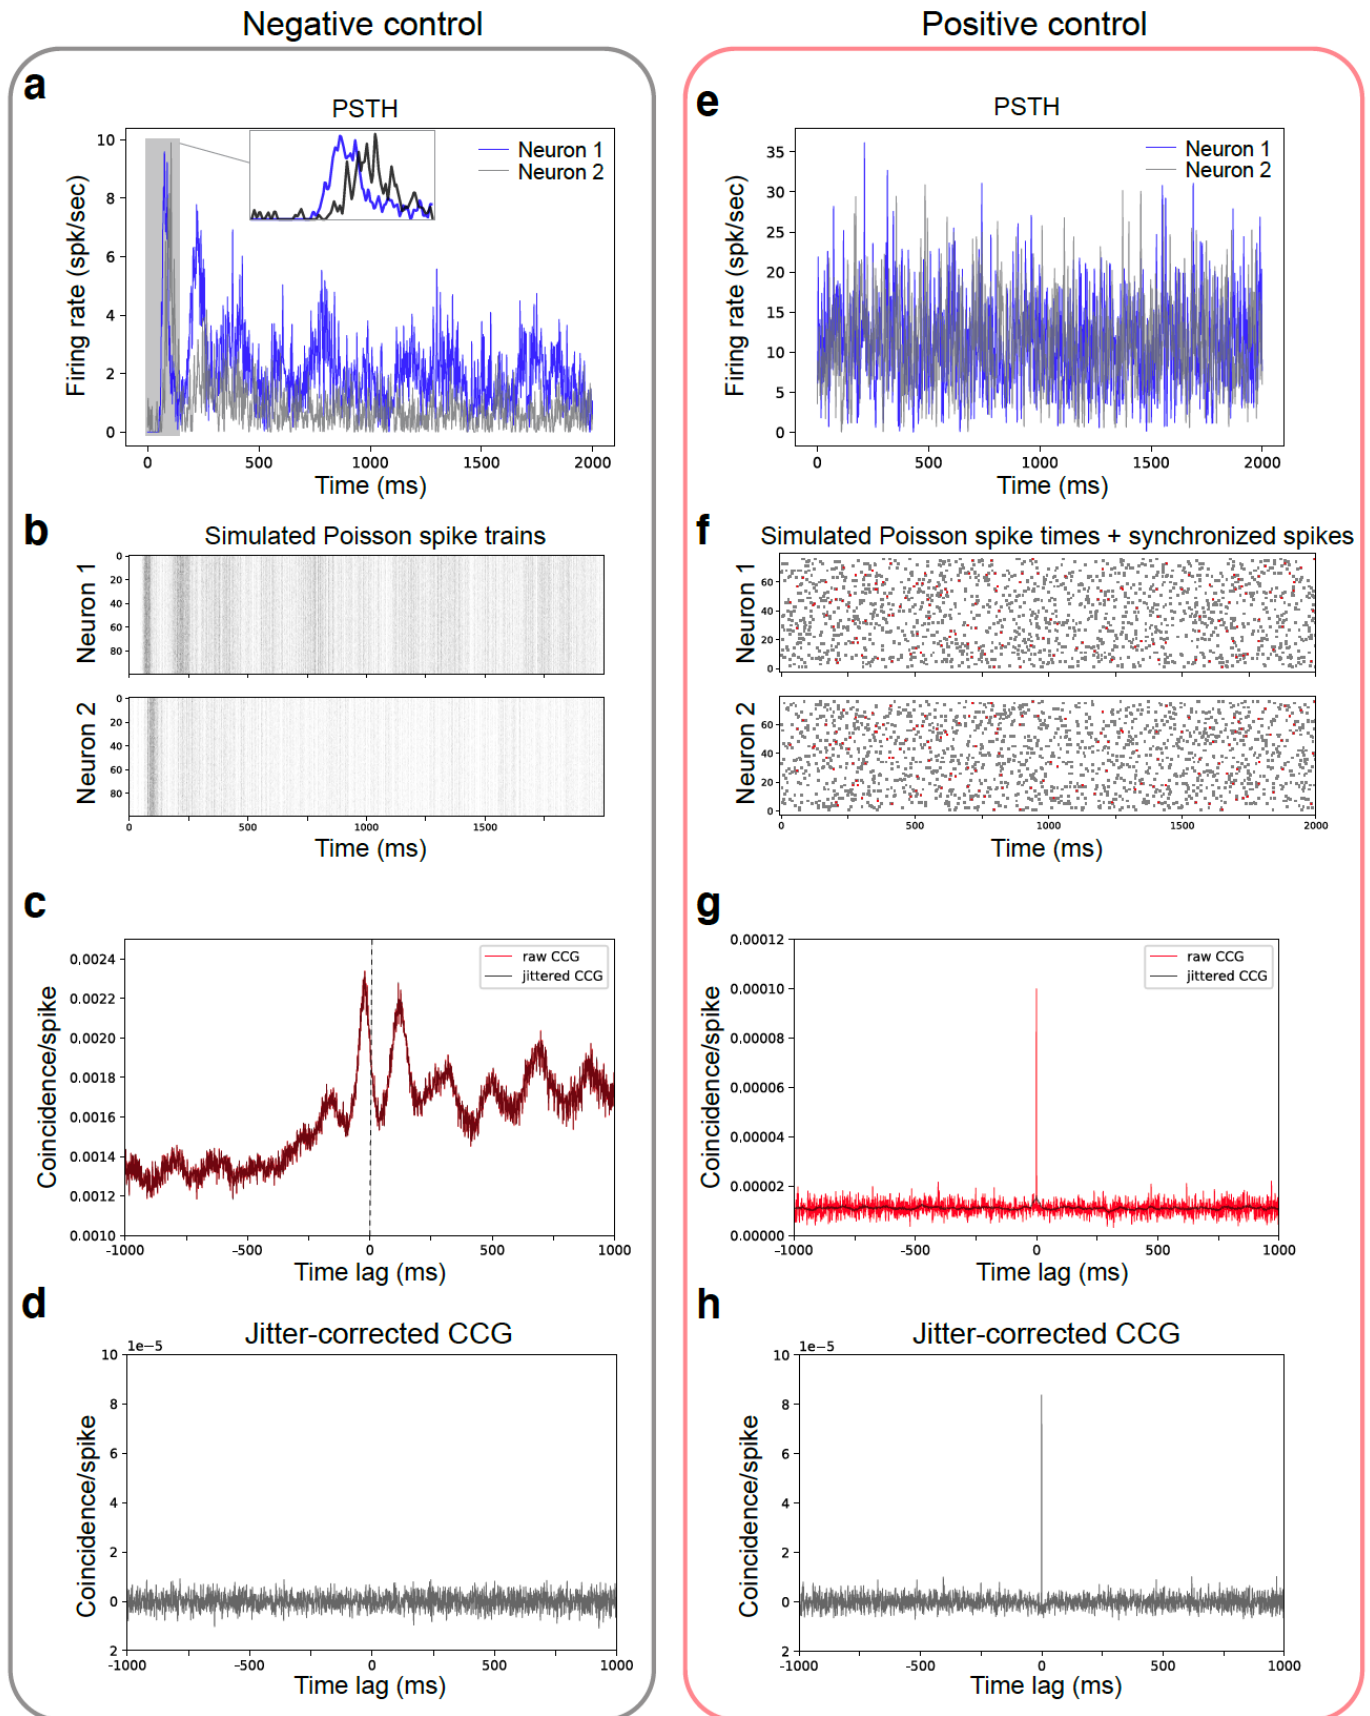 Negative control
a
PSTH
Neuron 1
Neuron 2
10
8
6
4
2
0
Firing rate (spk/sec)
0 500 1000 1500 2000
Time (ms)
b
Simulated Poisson spike trains
Neuron 1
0
20
40
60
80
Neuron 2
0
20
40
60
80
0 500 1000 1500
Time (ms)
c
raw CCG
jittered CCG
0.0024
0.0022
0.0020
0.0018
0.0016
0.0014
0.0012
0.0010
Coincidence/spike
-1000 -500 0 500 1000
Time lag (ms)
d
Jitter-corrected CCG
1e−5
10
8
6
4
2
0
2
Coincidence/spike
-1000 -500 0 500 1000
Time lag (ms)
Positive control
e
PSTH
Neuron 1
Neuron 2
35
30
25
20
15
10
5
0
Firing rate (spk/sec)
0 500 1000 1500 2000
Time (ms)
f
Simulated Poisson spike times + synchronized spikes
Neuron 1
60
40
20
0
Neuron 2
60
40
20
0
0 500 1000 1500 2000
Time (ms)
g
raw CCG
jittered CCG
0.00012
0.00010
0.00008
0.00006
0.00004
0.00002
0.00000
Coincidence/spike
-1000 -500 0 500 1000
Time lag (ms)
h
Jitter-corrected CCG
1e−5
10
8
6
4
2
0
2
Coincidence/spike
-1000 -500 0 500 1000
Time lag (ms)